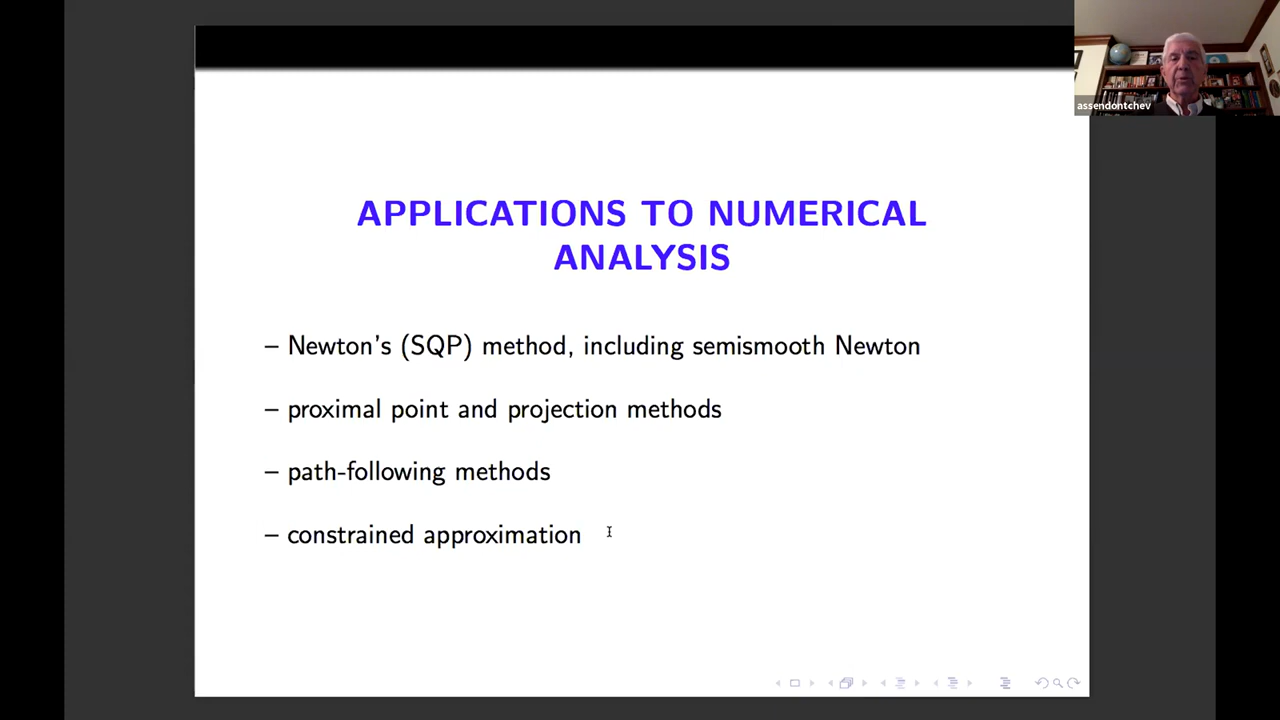 assendontchev
APPLICATIONS TO NUMERICAL
ANALYSIS
– Newton's (SQP) method, including semismooth Newton
– proximal point and projection methods
– path-following methods
– constrained approximation